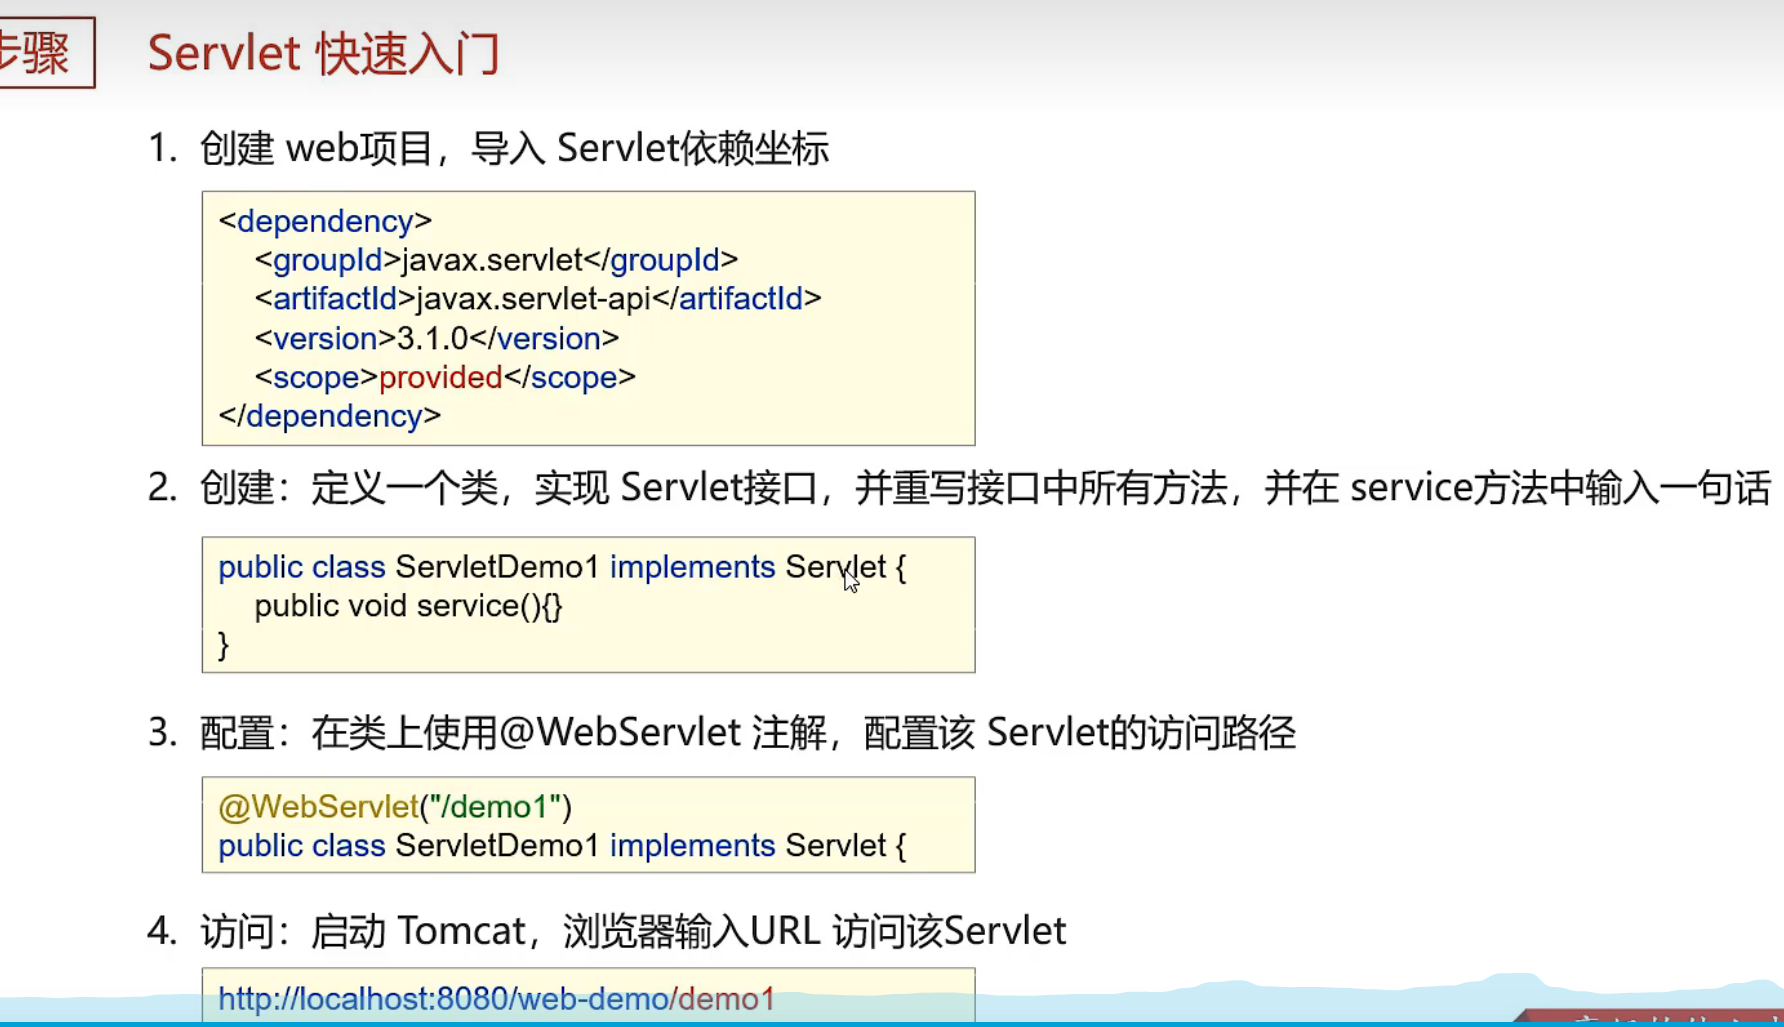 步骤
Servlet 快速入门
1. 创建 web项目，导入 Servlet依赖坐标
<dependency>
<groupId>javax.servlet</groupId>
<artifactId>javax.servlet-api</artifactId>
<version>3.1.0</version>
<scope>provided</scope>
</dependency>
2. 创建：定义一个类，实现 Servlet接口，并重写接口中所有方法，并在 service方法中输入一句话
public class ServletDemo1 implements Servlet {
public void service(){}
}
3. 配置：在类上使用@WebServlet 注解，配置该 Servlet的访问路径
@WebServlet("/demo1")
public class ServletDemo1 implements Servlet {
4. 访问：启动 Tomcat，浏览器输入URL 访问该Servlet
http://localhost:8080/web-demo/demo1